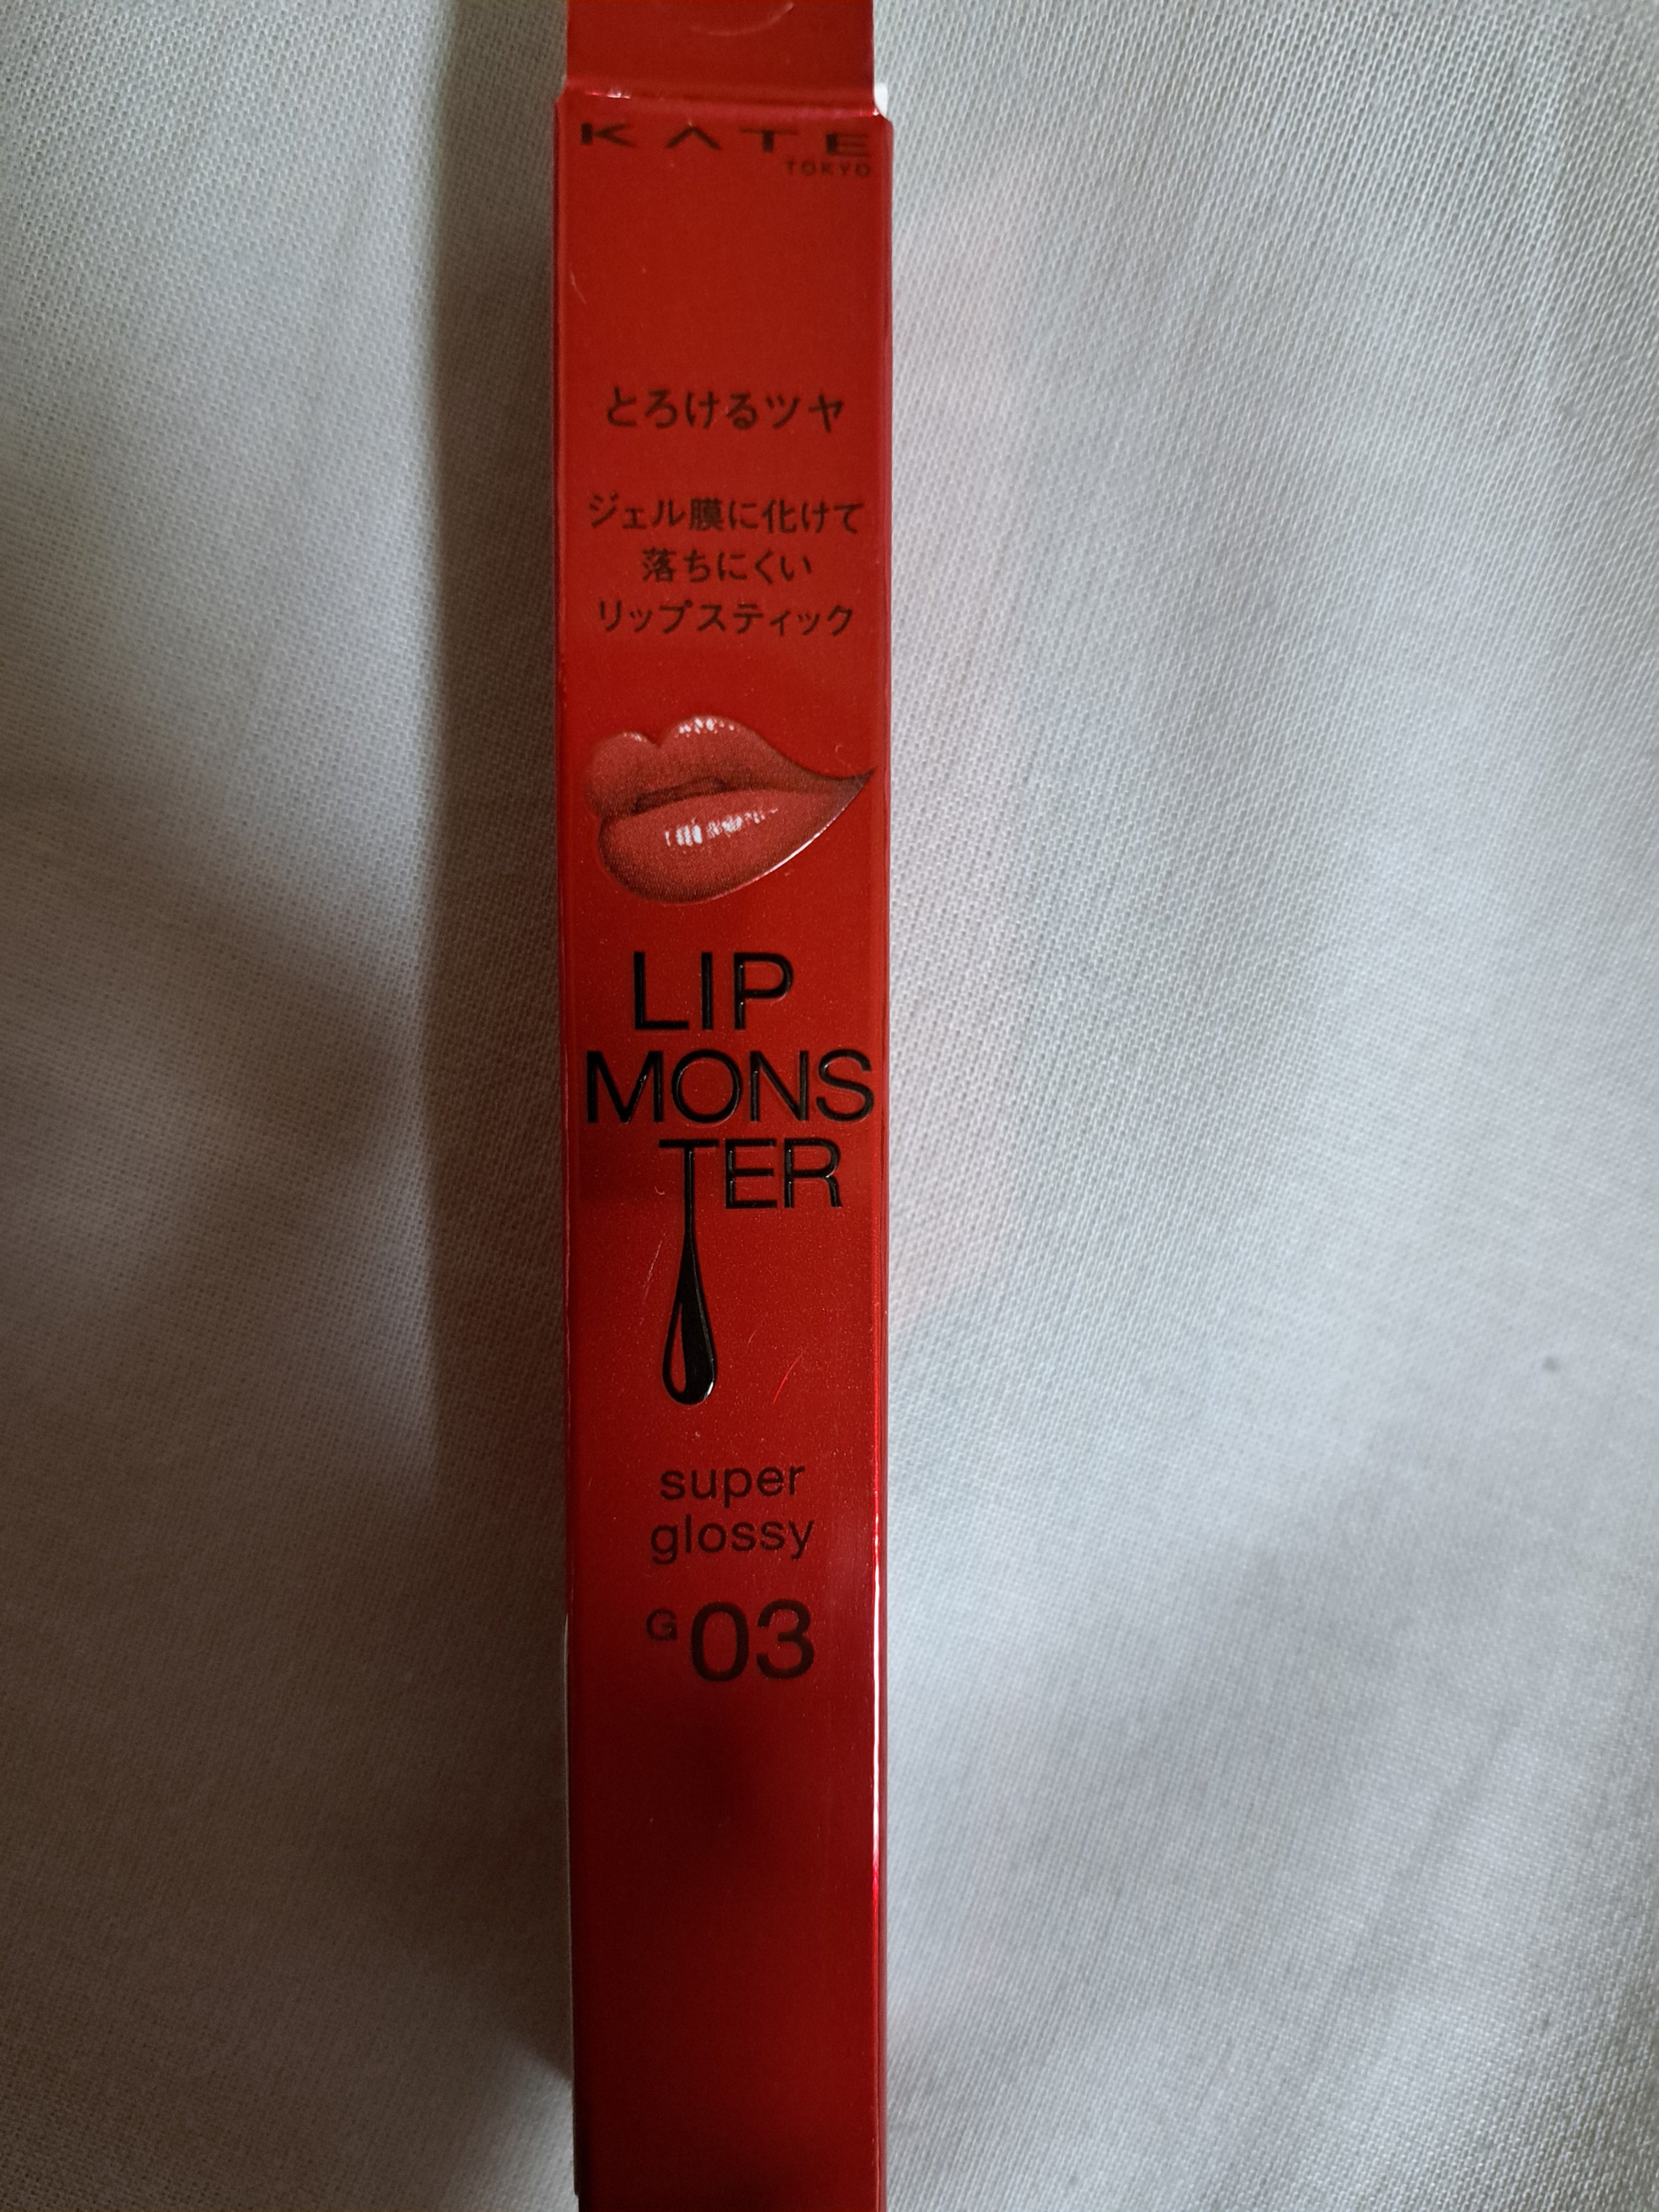 KATE
TOKYO
とろけるツヤ
ジェル膜に化けて
落ちにくい
リップスティック
LIP
MONS
TER
super
glossy
G03